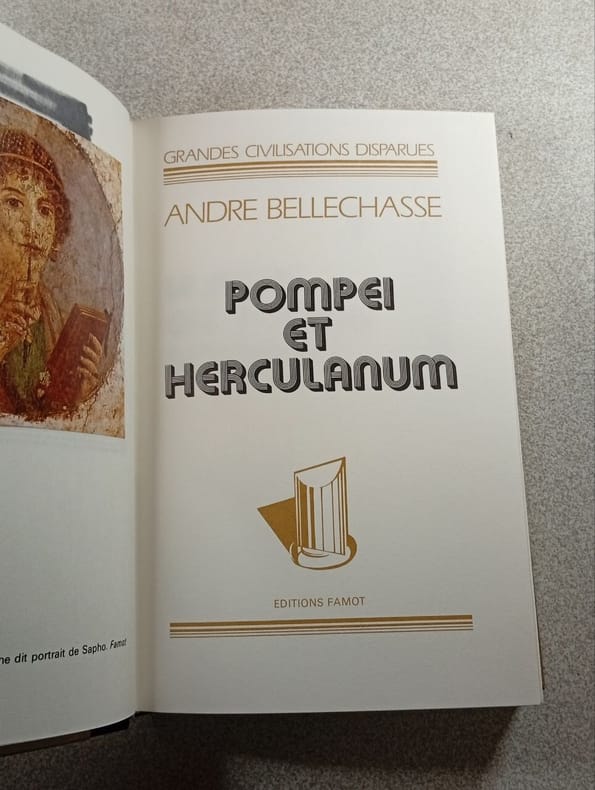 GRANDES CIVILISATIONS DISPARUES
ANDRE BELLECHASSE
POMPEI
ET
HERCULANUM
EDITIONS FAMOT
dit portrait de Sapho. Famot